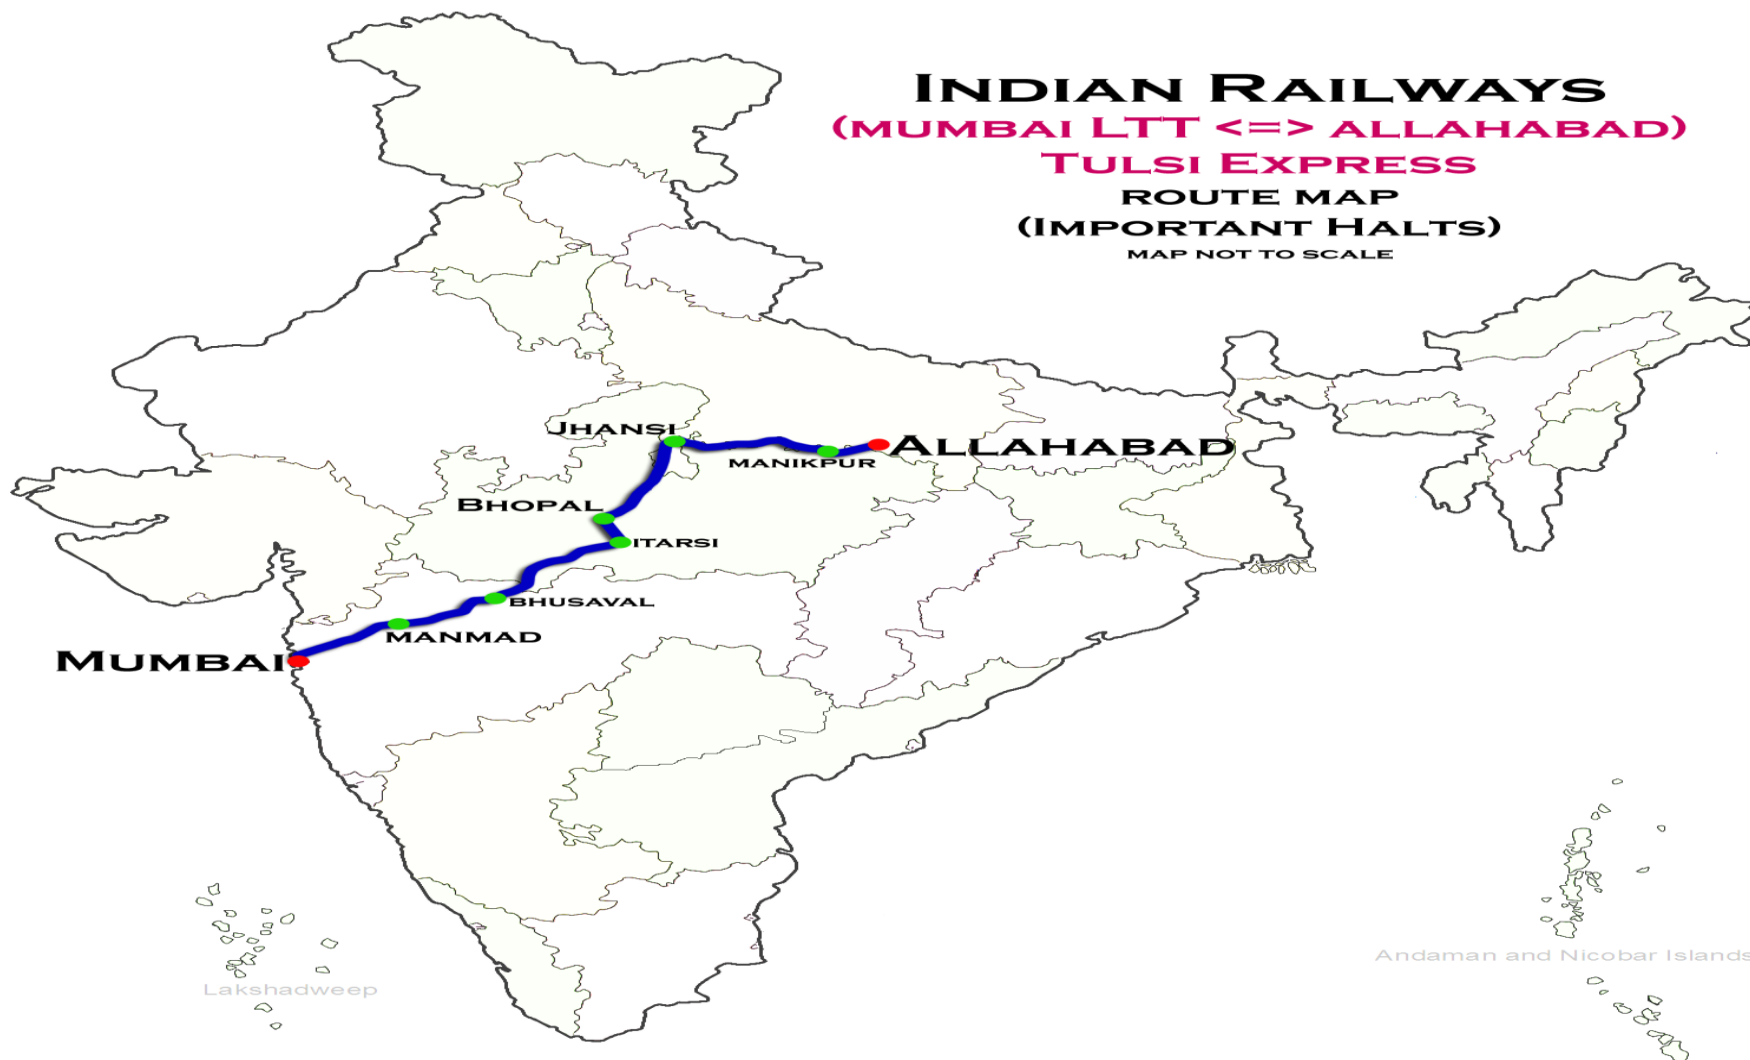 INDIAN RAILWAYS
(MUMBAI LTT <=> ALLAHABAD)
TULSI EXPRESS
ROUTE MAP
(IMPORTANT HALTS)
MAP NOT TO SCALE
JHANSI
ALLAHABAD
MANIKPUR
BHOPAL
ITARSI
BHUSAVAL
MANMAD
MUMBAI
Andaman and Nicobar Islands
Lakshadweep